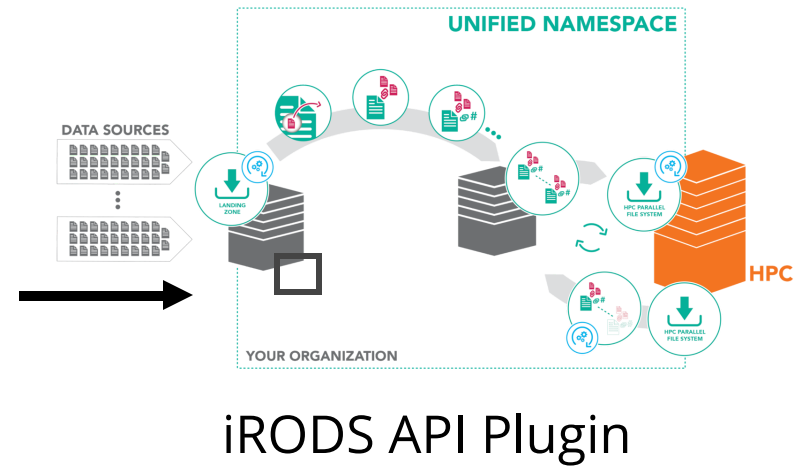 UNIFIED NAMESPACE
DATA SOURCES
LANDING
ZONE
#
#
#
HPC PARALLEL
FILE SYSTEM
HPC
#
HPC PARALLEL
FILE SYSTEM
YOUR ORGANIZATION
iRODS API Plugin